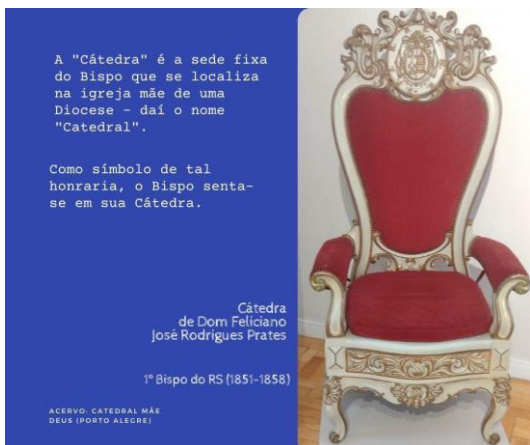 A "Cátedra" é a sede fixa
do Bispo que se localiza
na igreja mãe de uma
Diocese – daí o nome
"Catedral".
Como símbolo de tal
honraria, o Bispo senta-
se em sua Cátedra.
Cátedra
de Dom Feliciano
José Rodrigues Prates
1º Bispo do RS (1851-1858)
ACERVO: CATEDRAL MÃE
DEUS (PORTO ALEGRE)